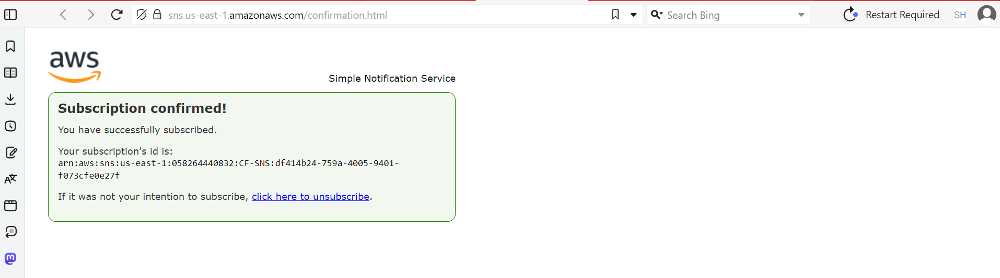 sns.us-east-1.amazonaws.com/confirmation.html
Search Bing
Restart Required
SH
aws
Simple Notification Service
Subscription confirmed!
You have successfully subscribed.
Your subscription's id is:
arn:aws:sns:us-east-1:058264440832:CF-SNS:df414b24-759a-4005-9401-
f073cfe0e27f
If it was not your intention to subscribe, click here to unsubscribe.